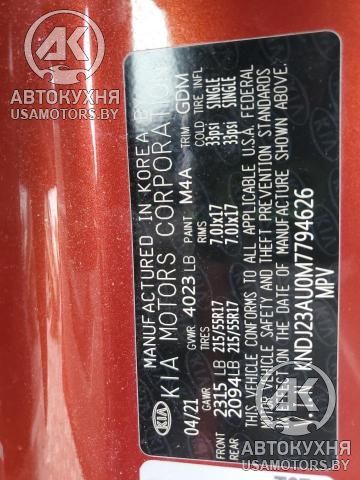 АВТОКУХНЯ
USAMOTORS.BY
KIA
MANUFACTURED IN KOREA BY
KIA MOTORS CORPORATION
04/21 GVWR 4023 LB PAINT M4A TRIM GDM
GAWR TIRES RIMS COLD TIRE INFL
FRONT 2315 LB 215/55R17 7.0Jx17 33psi SINGLE
REAR 2094LB 215/55R17 7.0Jx17 33psi SINGLE
THIS VEHICLE CONFORMS TO ALL APPLICABLE U.S.A. FEDERAL
MOTOR VEHICLE SAFETY AND THEFT PREVENTION STANDARDS
IN EFFECT ON THE DATE OF MANUFACTURE SHOWN ABOVE.
V.I.N KNDJ23AU0M7794626
MPV
АВТОКУХНЯ
USAMOTORS.BY